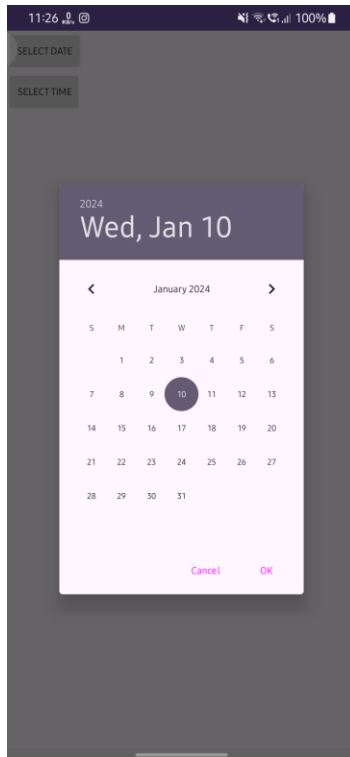 11:26 100%
SELECT DATE
SELECT TIME
2024
Wed, Jan 10
January 2024
S M T W T F S
1 2 3 4 5 6
7 8 9 10 11 12 13
14 15 16 17 18 19 20
21 22 23 24 25 26 27
28 29 30 31
Cancel OK